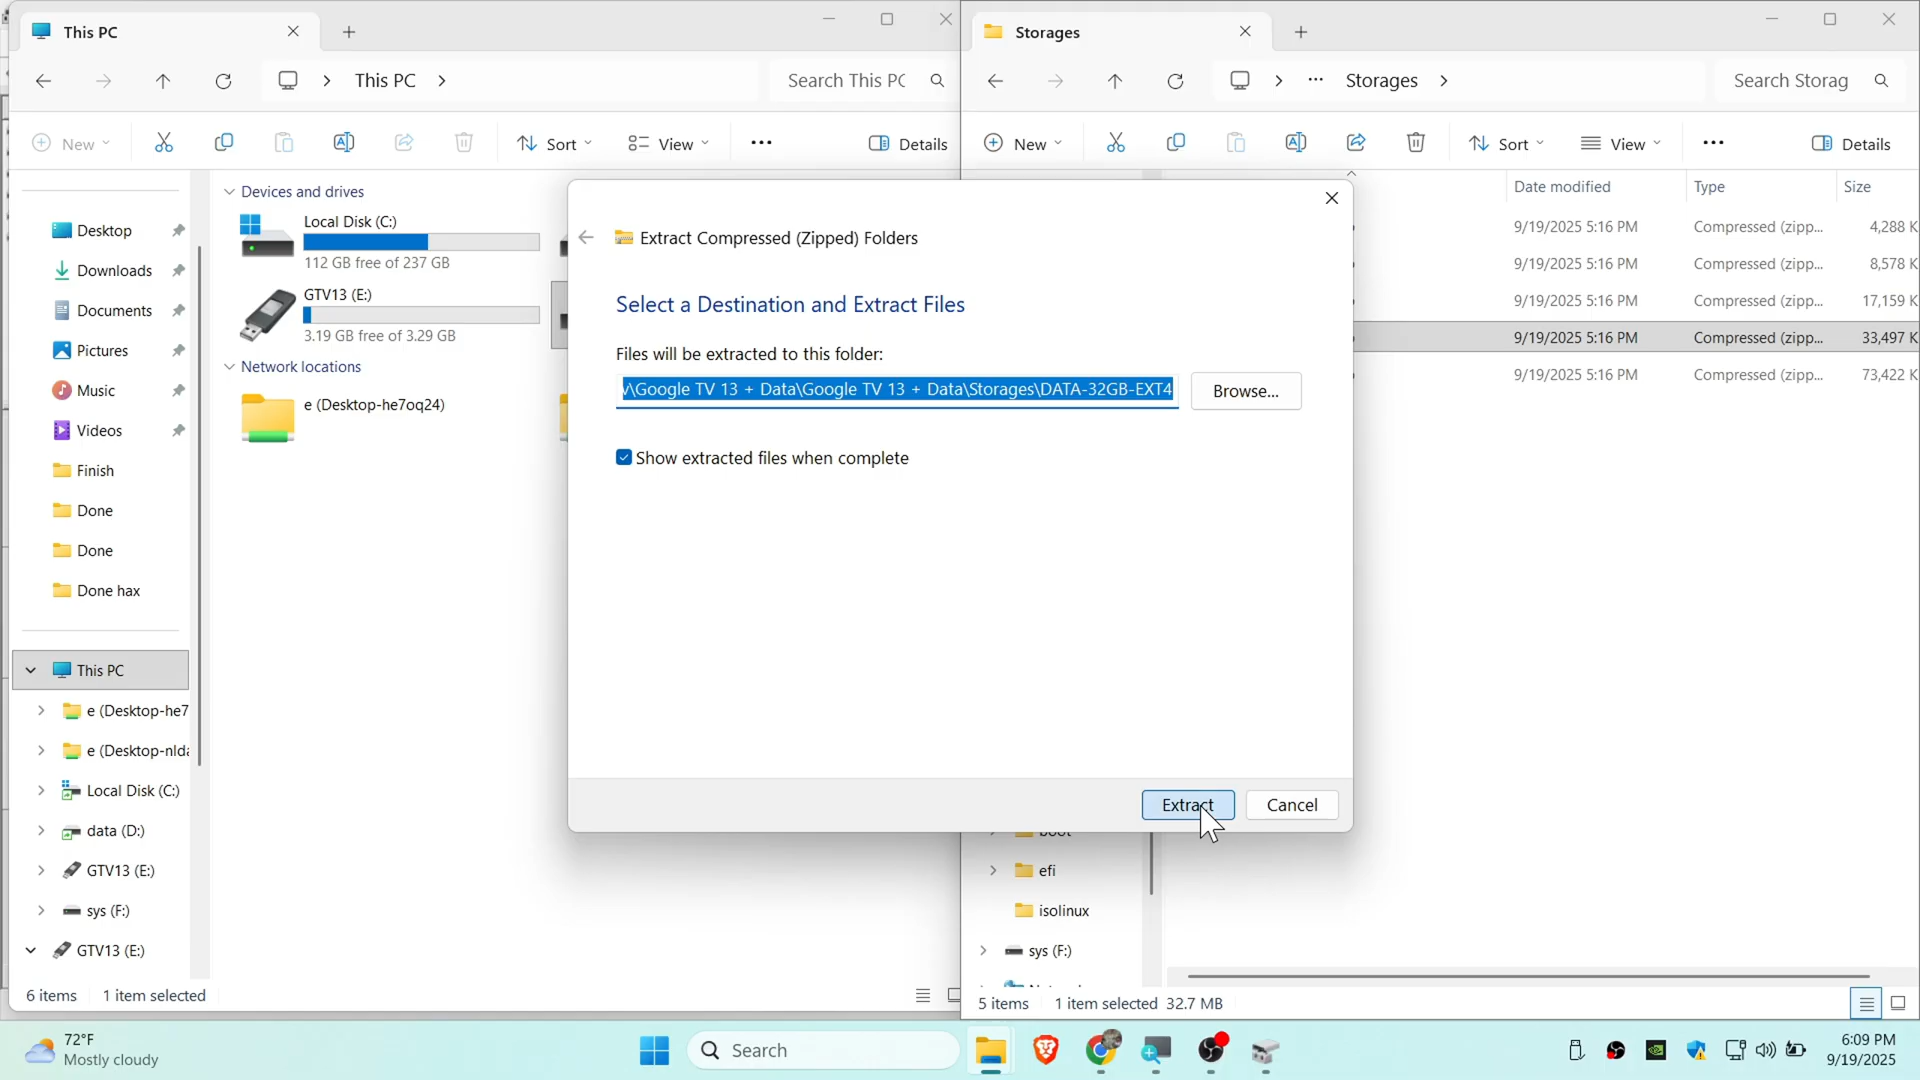 This PC
Storages
This PC
Search This PC
Storages
Search Storag
New
Sort
View
Details
New
Sort
View
Details
Desktop
Downloads
Documents
Pictures
Music
Videos
Finish
Done
Done
Done hax
This PC
e (Desktop-he7
e (Desktop-nlda
Local Disk (C:)
data (D:)
GTV13 (E:)
sys (F:)
GTV13 (E:)
6 items
1 item selected
Devices and drives
Local Disk (C:)
112 GB free of 237 GB
GTV13 (E:)
3.19 GB free of 3.29 GB
Network locations
e (Desktop-he7oq24)
Extract Compressed (Zipped) Folders
Select a Destination and Extract Files
Files will be extracted to this folder:
\Google TV 13 + Data\Google TV 13 + Data\Storages\DATA-32GB-EXT4
Browse...
Show extracted files when complete
Extract
Cancel
Date modified
Type
Size
9/19/2025 5:16 PM
Compressed (zipp...
4,288 K
9/19/2025 5:16 PM
Compressed (zipp...
8,578 K
9/19/2025 5:16 PM
Compressed (zipp...
17,159 K
9/19/2025 5:16 PM
Compressed (zipp...
33,497 K
9/19/2025 5:16 PM
Compressed (zipp...
73,422 K
boot
efi
isolinux
sys (F:)
5 items
1 item selected 32.7 MB
72°F
Mostly cloudy
Search
6:09 PM
9/19/2025